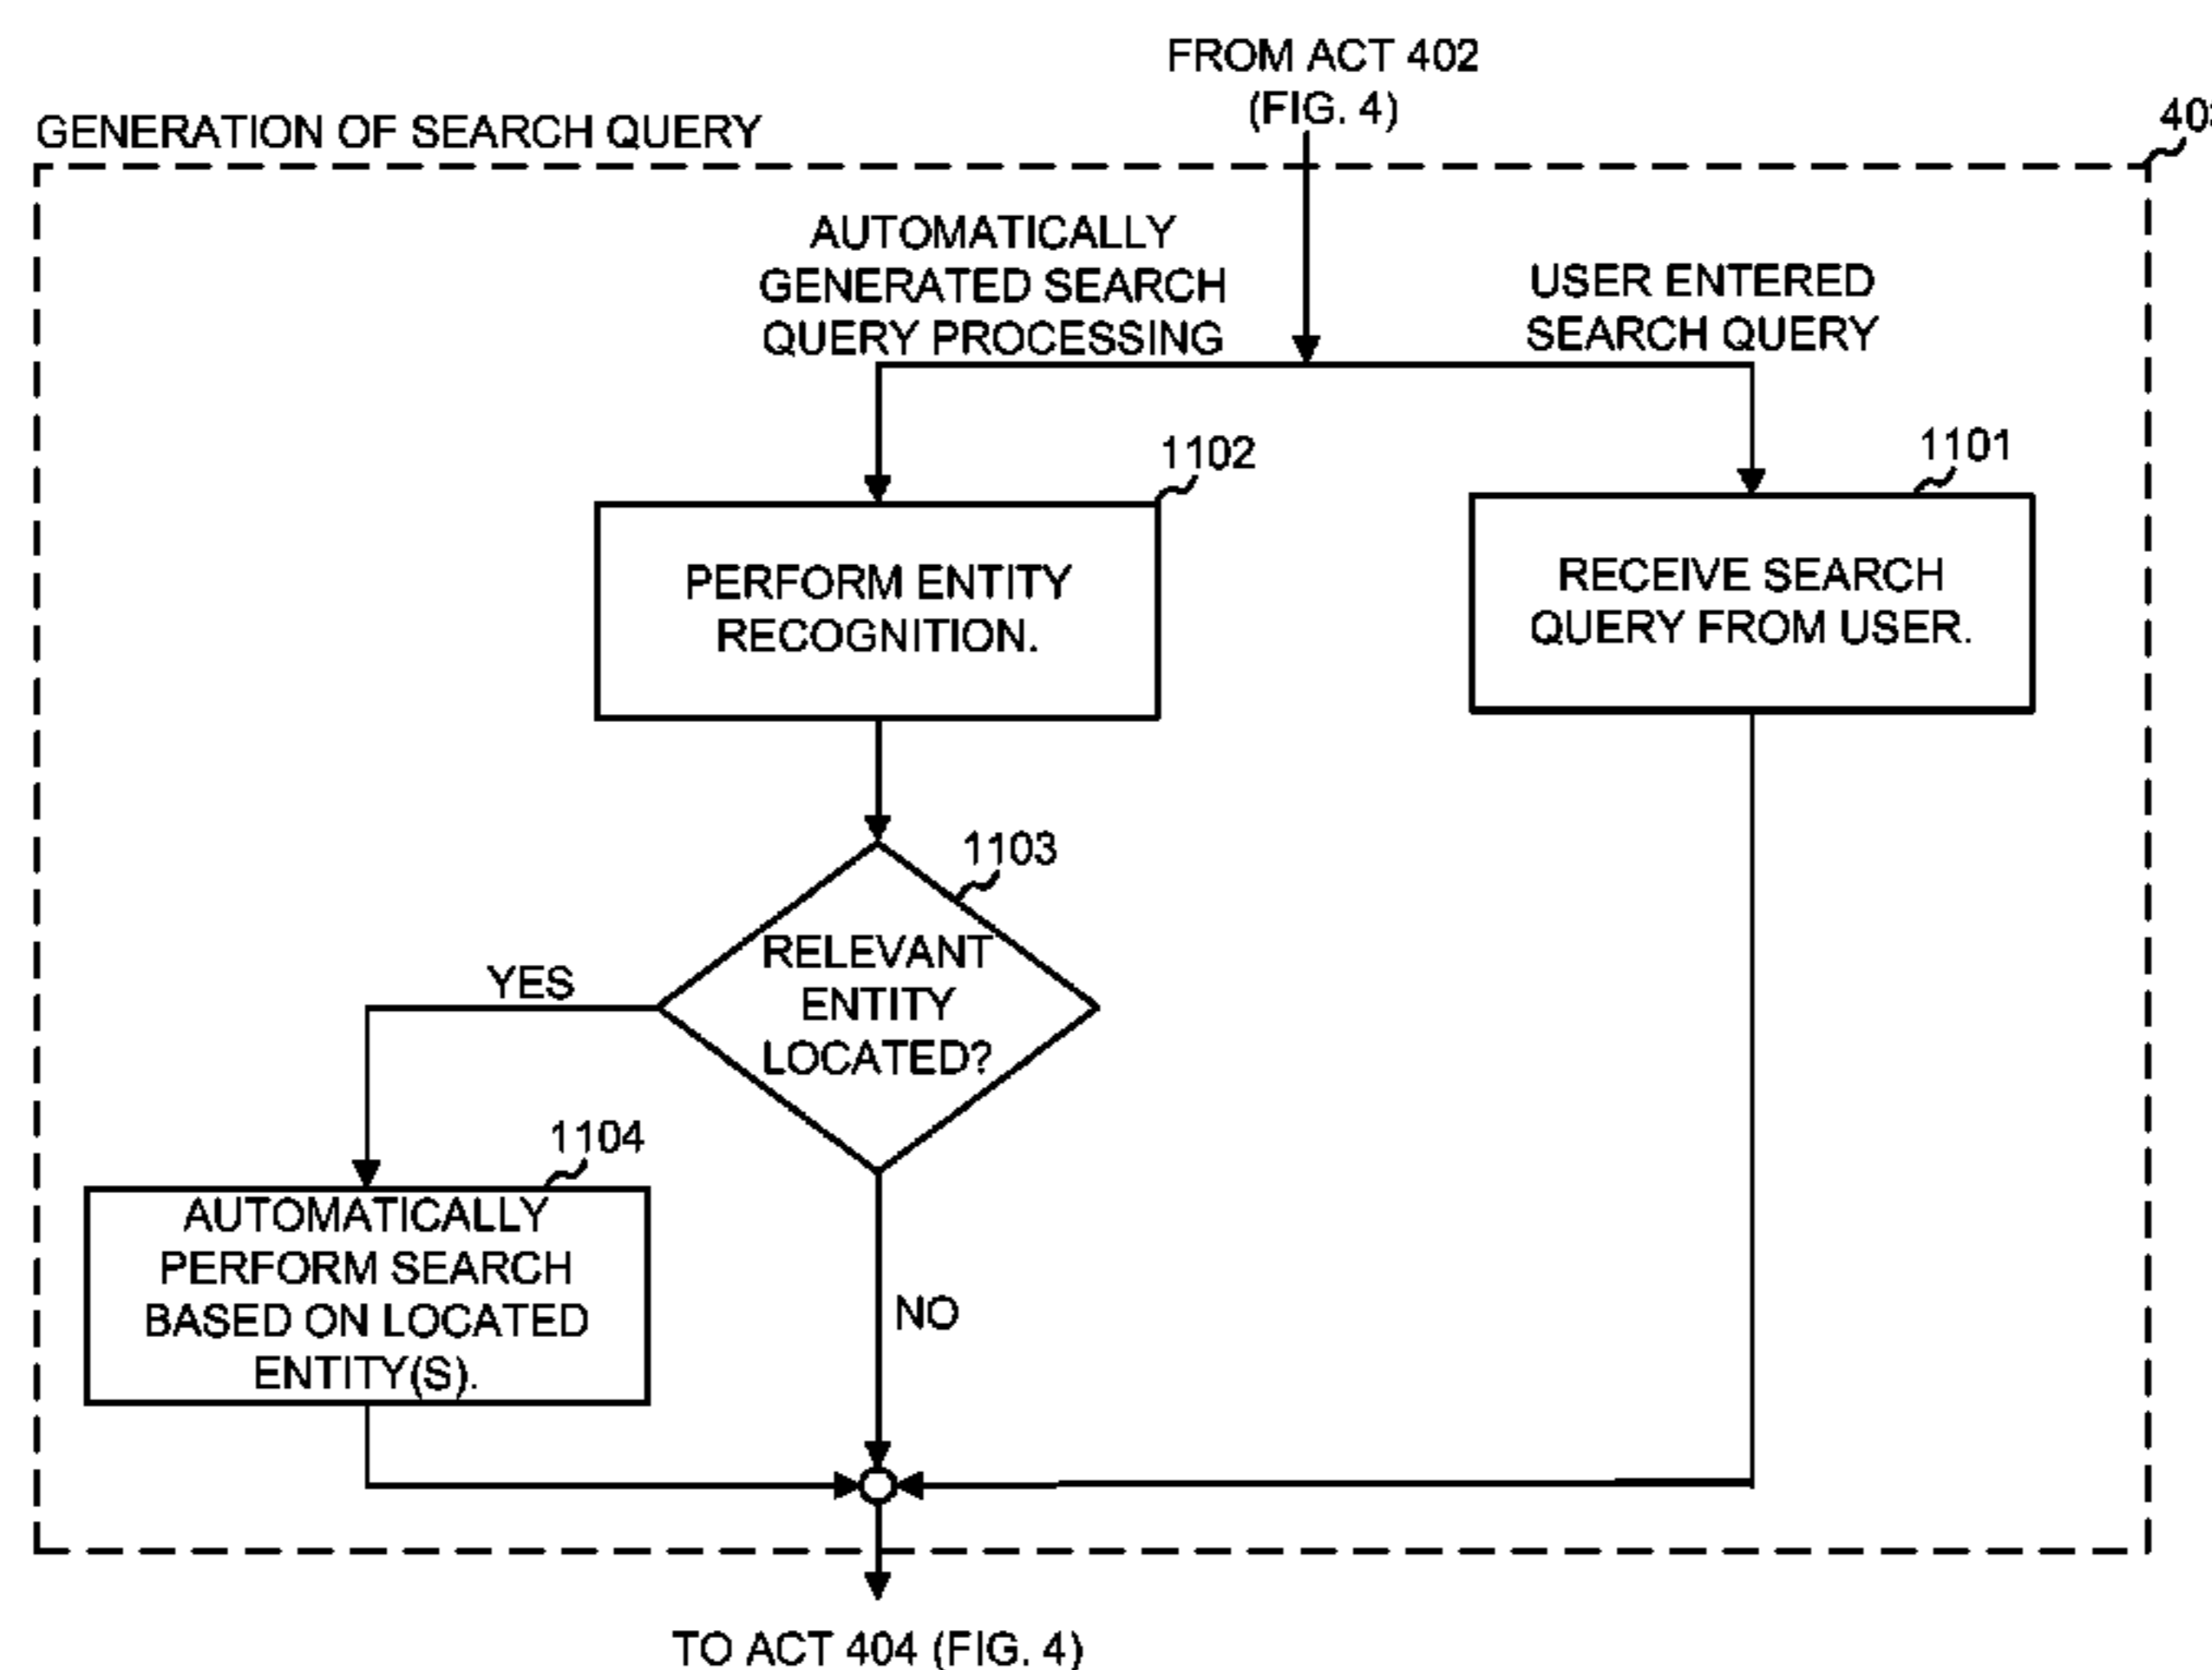 FROM ACT 402
(FIG. 4)
GENERATION OF SEARCH QUERY
AUTOMATICALLY
GENERATED SEARCH
QUERY PROCESSING
USER ENTERED
SEARCH QUERY
1102
1101
PERFORM ENTITY
RECOGNITION.
RECEIVE SEARCH
QUERY FROM USER.
1103
RELEVANT
ENTITY
LOCATED?
YES
1104
AUTOMATICALLY
PERFORM SEARCH
BASED ON LOCATED
ENTITY(S).
NO
TO ACT 404 (FIG. 4)